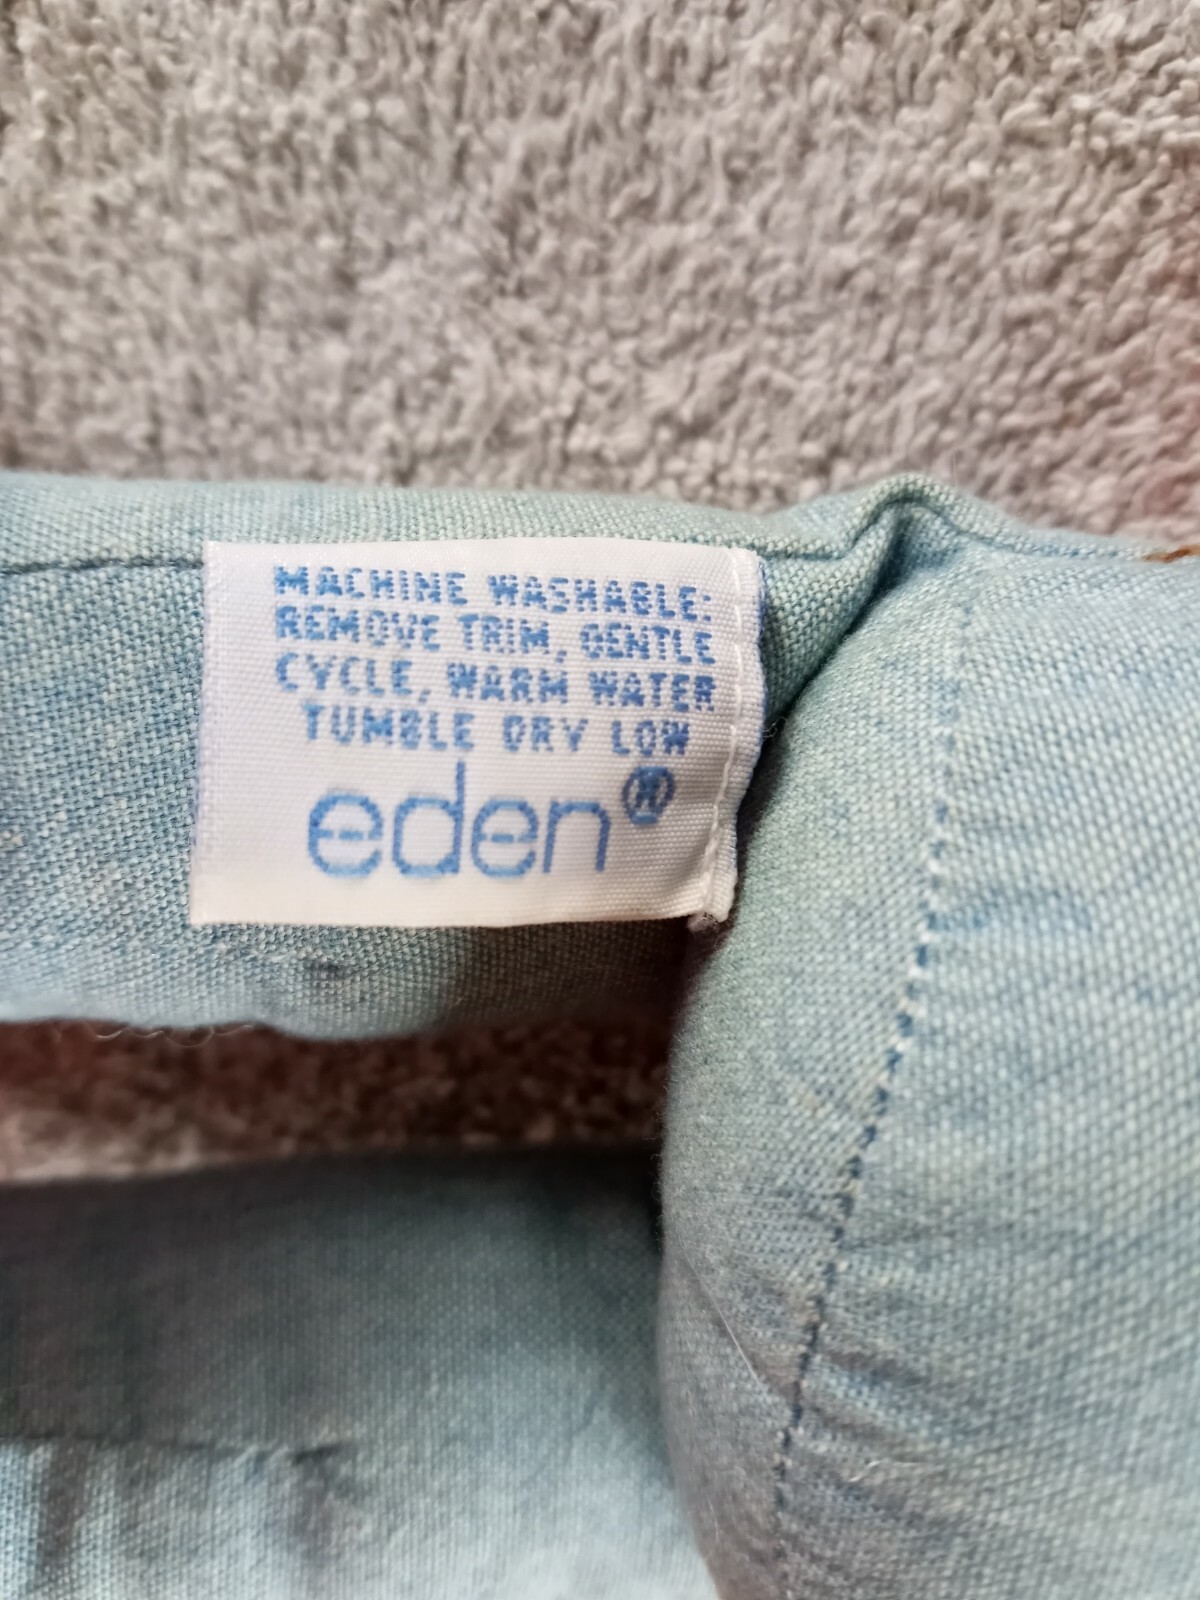 MACHINE WASHABLE:
REMOVE TRIM, GENTLE
CYCLE, WARM WATER
TUMBLE DRY LOW
eden®